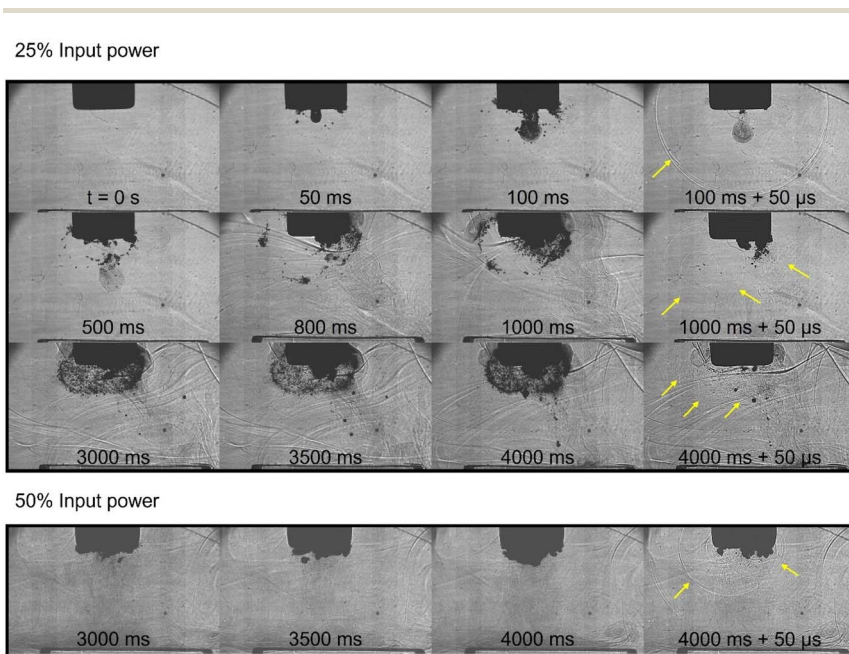 25% Input power
t = 0 s
50 ms
100 ms
100 ms + 50 µs
500 ms
800 ms
1000 ms
1000 ms + 50 µs
3000 ms
3500 ms
4000 ms
4000 ms + 50 µs
50% Input power
3000 ms
3500 ms
4000 ms
4000 ms + 50 µs